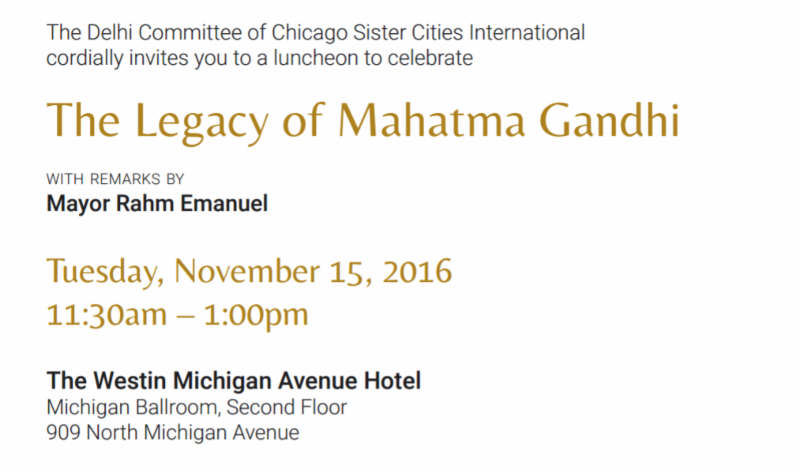 The Delhi Committee of Chicago Sister Cities International
cordially invites you to a luncheon to celebrate
The Legacy of Mahatma Gandhi
WITH REMARKS BY
Mayor Rahm Emanuel
Tuesday, November 15, 2016
11:30am – 1:00pm
The Westin Michigan Avenue Hotel
Michigan Ballroom, Second Floor
909 North Michigan Avenue